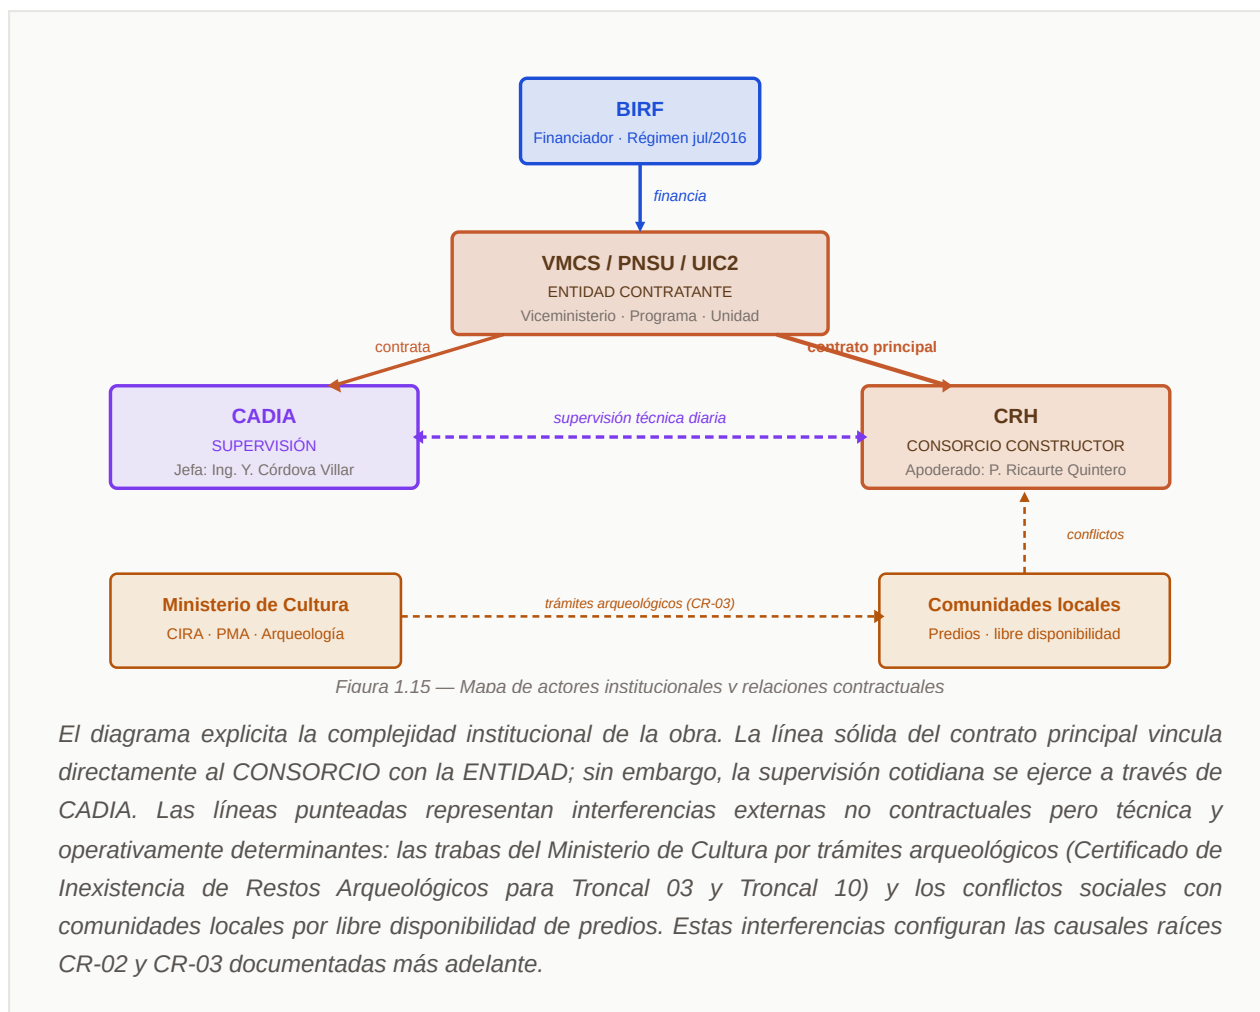 BIRF
Financiador · Régimen jul/2016
financia
VMCS / PNSU / UIC2
ENTIDAD CONTRATANTE
Viceministerio · Programa · Unidad
contrata
contrato principal
CADIA
SUPERVISIÓN
Jefa: Ing. Y. Córdova Villar
supervisión técnica diaria
CRH
CONSORCIO CONSTRUCTOR
Apoderado: P. Ricaurte Quintero
conflictos
Ministerio de Cultura
CIRA · PMA · Arqueología
trámites arqueológicos (CR-03)
Comunidades locales
Predios · libre disponibilidad
Figura 1.15 — Mapa de actores institucionales y relaciones contractuales
El diagrama explicita la complejidad institucional de la obra. La línea sólida del contrato principal vincula
directamente al CONSORCIO con la ENTIDAD; sin embargo, la supervisión cotidiana se ejerce a través de
CADIA. Las líneas punteadas representan interferencias externas no contractuales pero técnica y
operativamente determinantes: las trabas del Ministerio de Cultura por trámites arqueológicos (Certificado de
Inexistencia de Restos Arqueológicos para Troncal 03 y Troncal 10) y los conflictos sociales con
comunidades locales por libre disponibilidad de predios. Estas interferencias configuran las causales raíces
CR-02 y CR-03 documentadas más adelante.